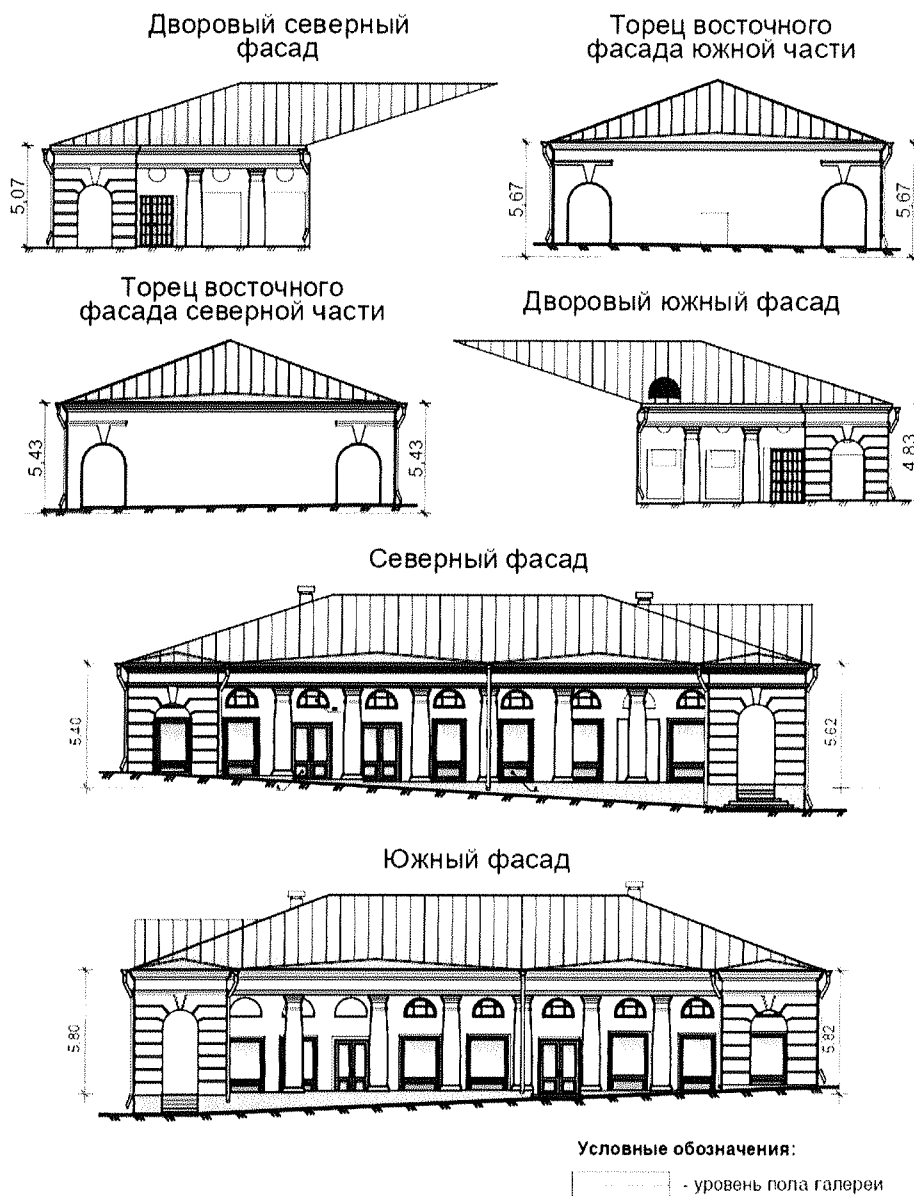 Дворовый северный
фасад
Торец восточного
фасада южной части
5,07
5,67
5,67
Торец восточного
фасада северной части
Дворовый южный фасад
5,43
5,43
4,83
Северный фасад
5,40
5,62
Южный фасад
5,80
5,82
Условные обозначения:
- уровень пола галереи